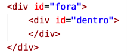 <div id="fora">
    <div id="dentro">
    </div>
</div>